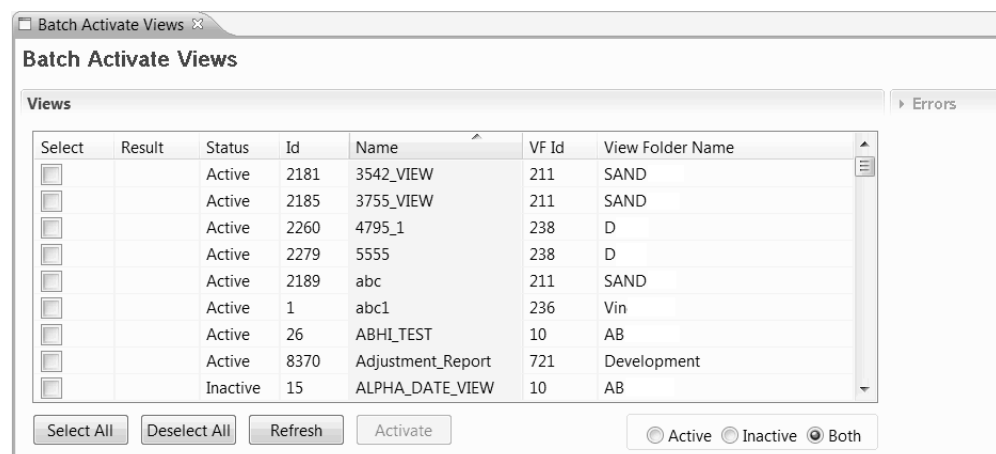 Batch Activate Views
Batch Activate Views
Views
Errors
Select Result Status Id Name VF Id View Folder Name
Active 2181 3542_VIEW 211 SAND
Active 2185 3755_VIEW 211 SAND
Active 2260 4795_1 238 D
Active 2279 5555 238 D
Active 2189 abc 211 SAND
Active 1 abc1 236 Vin
Active 26 ABHI_TEST 10 AB
Active 8370 Adjustment_Report 721 Development
Inactive 15 ALPHA_DATE_VIEW 10 AB
Select All Deselect All Refresh Activate Active Inactive Both